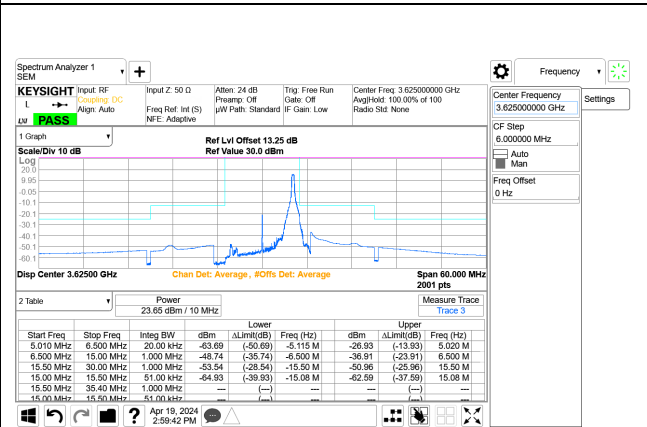 Spectrum Analyzer 1
SEM
Frequency
KEYSIGHT
L
LXI
PASS
Input: RF
Coupling: DC
Align: Auto
Input Z: 50 Ω
Freq Ref: Int (S)
NFE: Adaptive
Atten: 24 dB
Preamp: Off
µW Path: Standard
Trig: Free Run
Gate: Off
IF Gain: Low
Center Freq: 3.625000000 GHz
Avg|Hold: 100.00% of 100
Radio Std: None
Center Frequency
3.625000000 GHz
Settings
CF Step
6.000000 MHz
Auto
Man
Freq Offset
0 Hz
1 Graph
Scale/Div 10 dB
Ref Lvl Offset 13.25 dB
Ref Value 30.0 dBm
Log
20.0
9.95
-0.05
-10.1
-20.1
-30.1
-40.1
-50.1
-60.1
Disp Center 3.62500 GHz
Chan Det: Average, #Offs Det: Average
Span 60.000 MHz
2001 pts
2 Table
Power
23.65 dBm / 10 MHz
Measure Trace
Trace 3
Lower Upper
Start Freq Stop Freq Integ BW dBm ΔLimit(dB) Freq (Hz) dBm ΔLimit(dB) Freq (Hz)
5.010 MHz 6.500 MHz 20.00 kHz -63.69 (-50.69) -5.115 M -26.93 (-13.93) 5.020 M
6.500 MHz 15.00 MHz 1.000 MHz -48.74 (-35.74) -6.500 M -36.91 (-23.91) 6.500 M
15.50 MHz 30.00 MHz 1.000 MHz -53.54 (-28.54) -15.50 M -50.96 (-25.96) 15.50 M
15.00 MHz 15.50 MHz 51.00 kHz -64.93 (-39.93) -15.08 M -62.59 (-37.59) 15.08 M
15.50 MHz 35.40 MHz 1.000 MHz --- (---) --- (---)
15.00 MHz 15.50 MHz 51.00 kHz --- (---) --- (---)
?
Apr 19, 2024
2:59:42 PM